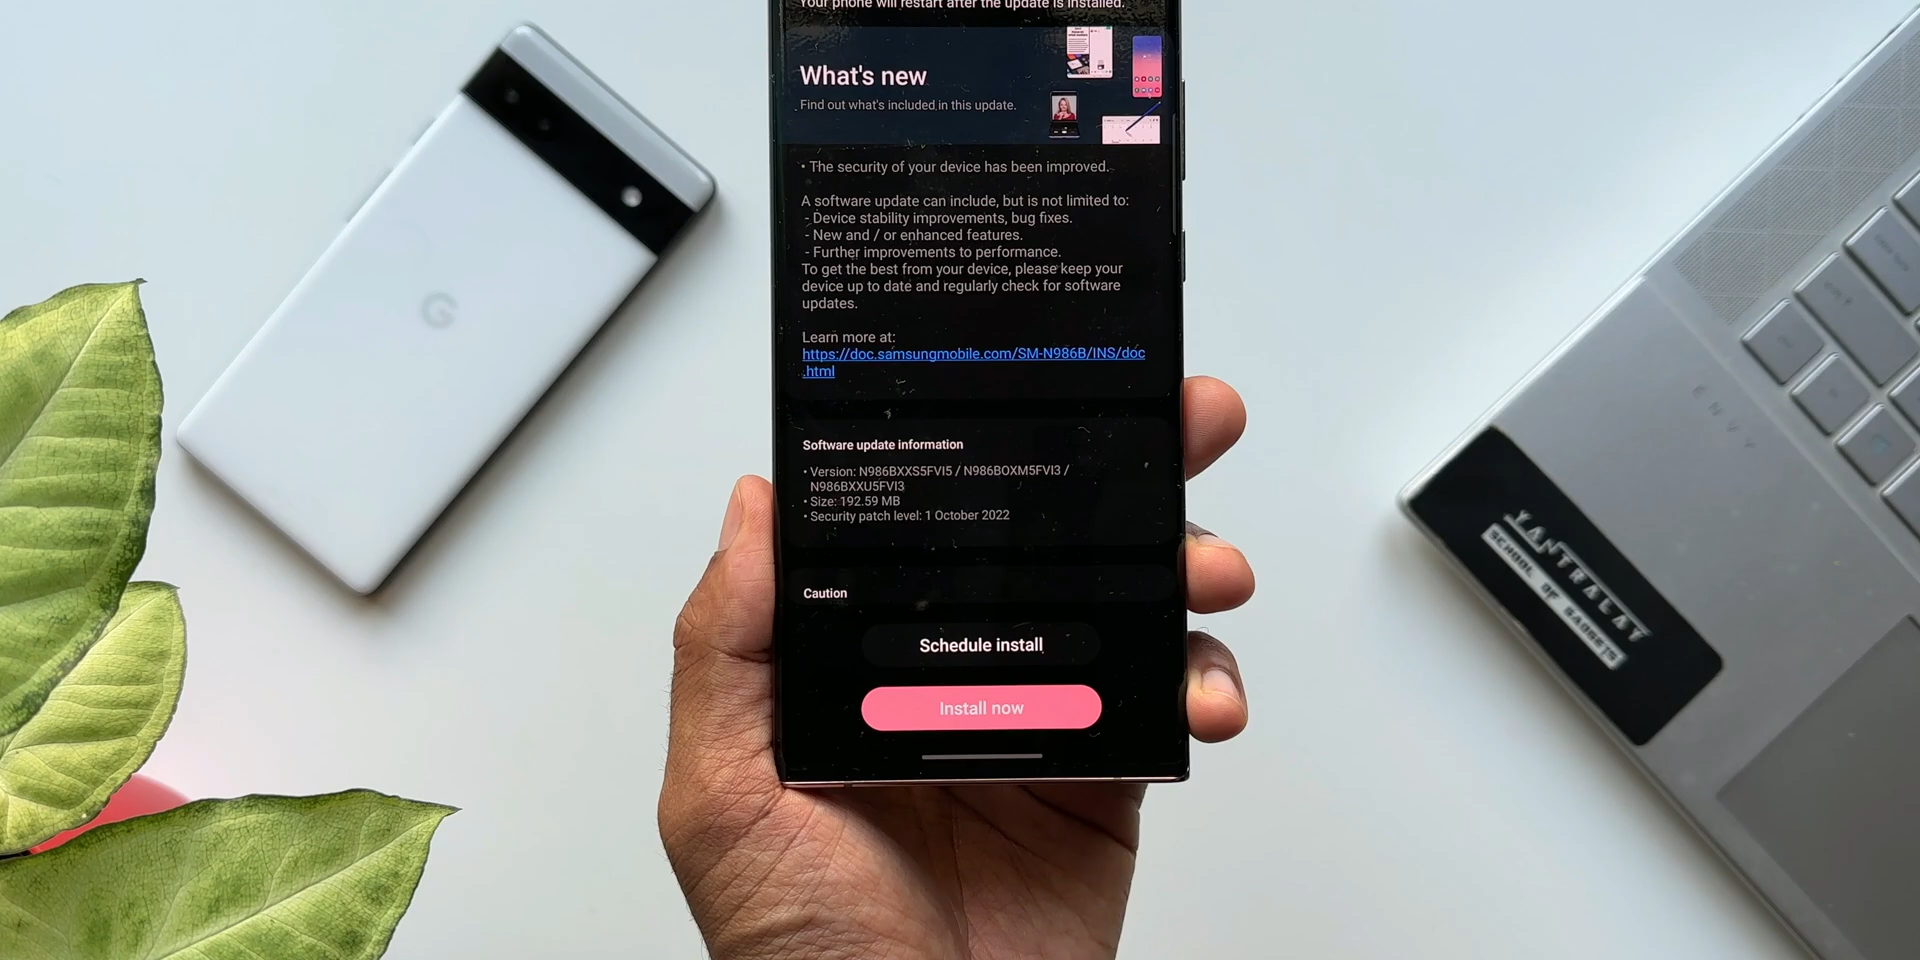 Your phone will restart after the update is installed.
What's new
Find out what's included in this update.
• The security of your device has been improved.
A software update can include, but is not limited to:
- Device stability improvements, bug fixes.
- New and / or enhanced features.
- Further improvements to performance.
To get the best from your device, please keep your
device up to date and regularly check for software
updates.
Learn more at:
https://doc.samsungmobile.com/SM-N986B/INS/doc
.html
Software update information
• Version: N986BXXS5FVI5 / N986BOXM5FVI3 /
N986BXXU5FVI3
• Size: 192.59 MB
• Security patch level: 1 October 2022
Caution
Schedule install
Install now
G
ENVY
YANTRALAY
SCHOOL OF GADGETS